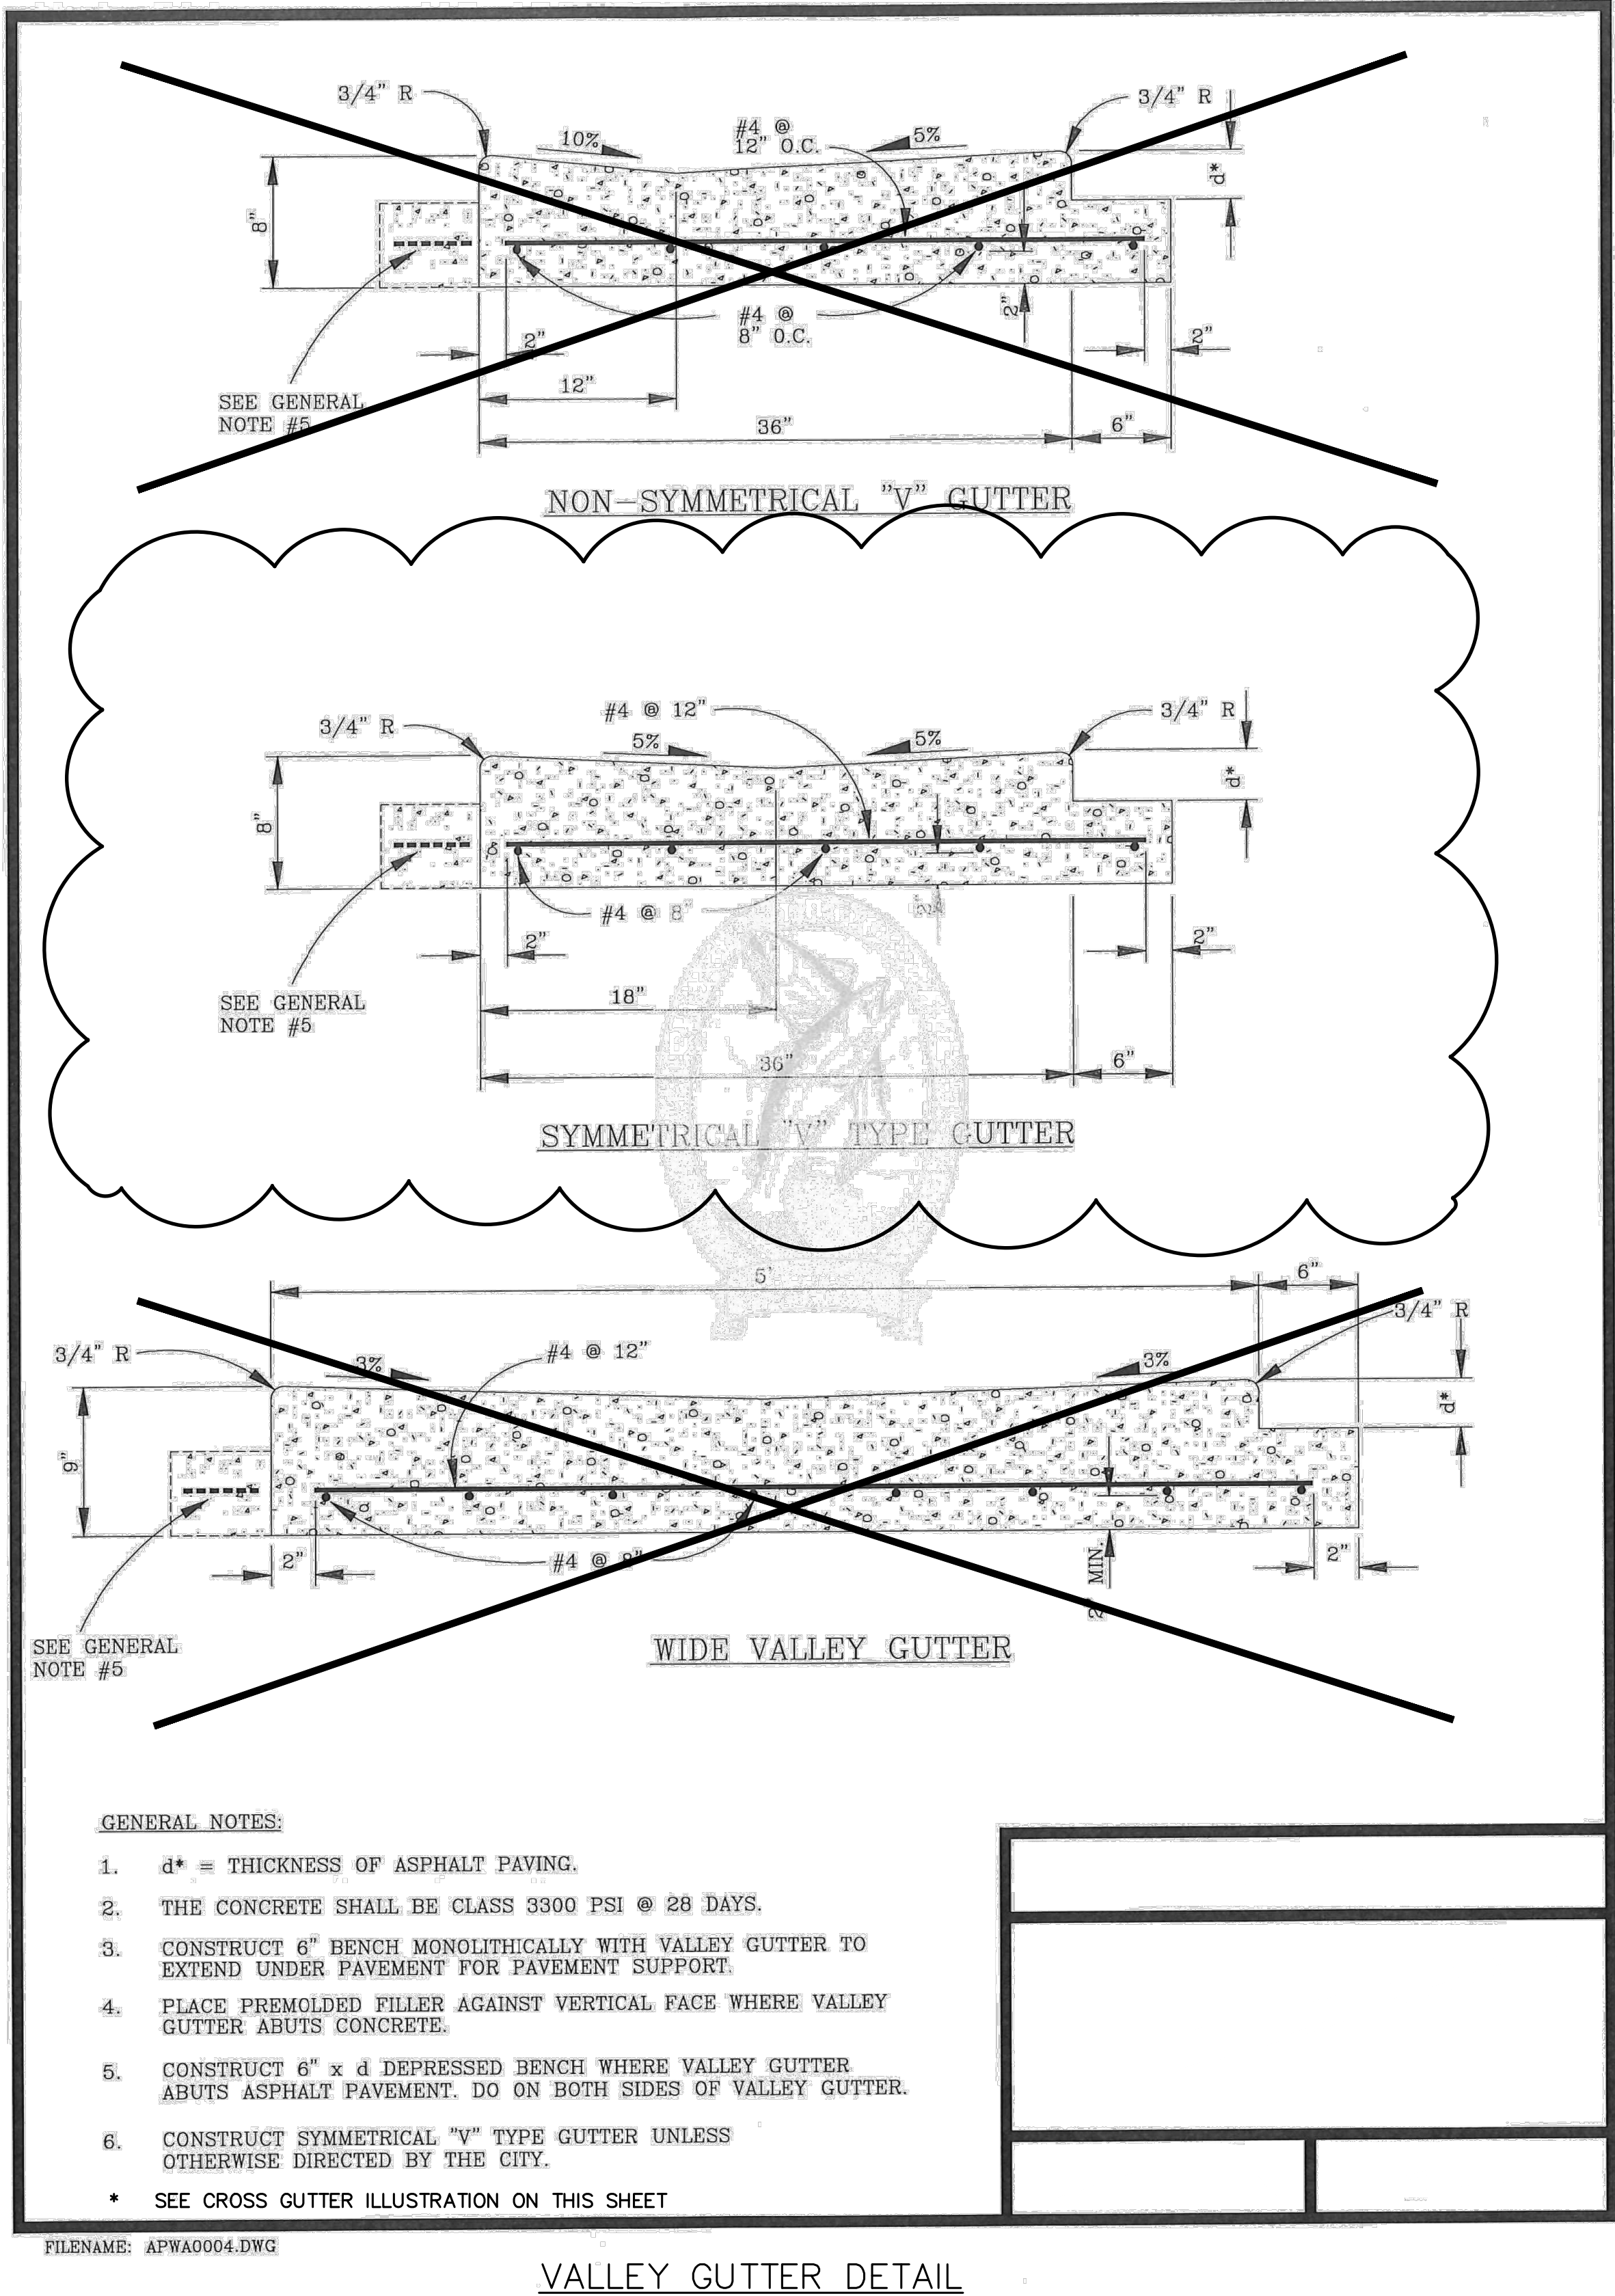 3/4" R
3/4" R
10%
#4 @
12" O.C.
5%
d*
8"
#4 @
8" O.C.
2"
2"
2"
12"
SEE GENERAL
NOTE #5
36"
6"
NON-SYMMETRICAL "V" GUTTER
3/4" R
#4 @ 12"
3/4" R
5%
5%
d*
8"
#4 @ 8"
2"
2"
2"
SEE GENERAL
NOTE #5
18"
36"
6"
SYMMETRICAL "V" TYPE GUTTER
5'
6"
3/4" R
3/4" R
3%
#4 @ 12"
3%
d*
9"
2"
#4 @ 8"
2" MIN.
2"
SEE GENERAL
NOTE #5
WIDE VALLEY GUTTER
GENERAL NOTES:
1. d* = THICKNESS OF ASPHALT PAVING.
2. THE CONCRETE SHALL BE CLASS 3300 PSI @ 28 DAYS.
3. CONSTRUCT 6" BENCH MONOLITHICALLY WITH VALLEY GUTTER TO
EXTEND UNDER PAVEMENT FOR PAVEMENT SUPPORT.
4. PLACE PREMOLDED FILLER AGAINST VERTICAL FACE WHERE VALLEY
GUTTER ABUTS CONCRETE.
5. CONSTRUCT 6" x d DEPRESSED BENCH WHERE VALLEY GUTTER
ABUTS ASPHALT PAVEMENT. DO ON BOTH SIDES OF VALLEY GUTTER.
6. CONSTRUCT SYMMETRICAL "V" TYPE GUTTER UNLESS
OTHERWISE DIRECTED BY THE CITY.
* SEE CROSS GUTTER ILLUSTRATION ON THIS SHEET
FILENAME: APWA0004.DWG
VALLEY GUTTER DETAIL